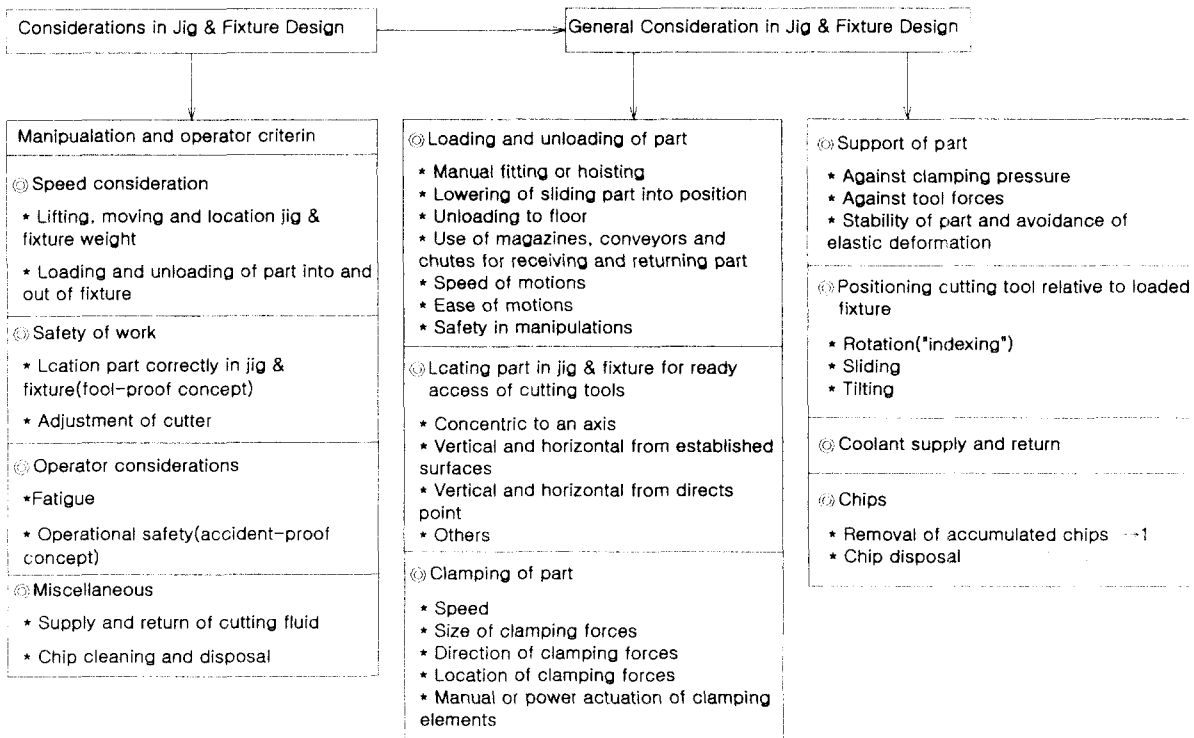 Considerations in Jig & Fixture Design
General Consideration in Jig & Fixture Design
Manipualation and operator criterin
◎ Speed consideration
* Lifting, moving and location jig &
fixture weight
* Loading and unloading of part into and
out of fixture
◎ Safety of work
* Lcation part correctly in jig &
fixture(fool-proof concept)
* Adjustment of cutter
◎ Operator considerations
*Fatigue
* Operational safety(accident-proof
concept)
◎ Miscellaneous
* Supply and return of cutting fluid
* Chip cleaning and disposal
◎ Loading and unloading of part
* Manual fitting or hoisting
* Lowering of sliding part into position
* Unloading to floor
* Use of magazines, conveyors and
chutes for receiving and returning part
* Speed of motions
* Ease of motions
* Safety in manipulations
◎ Lcating part in jig & fixture for ready
access of cutting tools
* Concentric to an axis
* Vertical and horizontal from established
surfaces
* Vertical and horizontal from directs
point
* Others
◎ Clamping of part
* Speed
* Size of clamping forces
* Direction of clamping forces
* Location of clamping forces
* Manual or power actuation of clamping
elements
◎ Support of part
* Against clamping pressure
* Against tool forces
* Stability of part and avoidance of
elastic deformation
◎ Positioning cutting tool relative to loaded
fixture
* Rotation("indexing")
* Sliding
* Tilting
◎ Coolant supply and return
◎ Chips
* Removal of accumulated chips →1
* Chip disposal